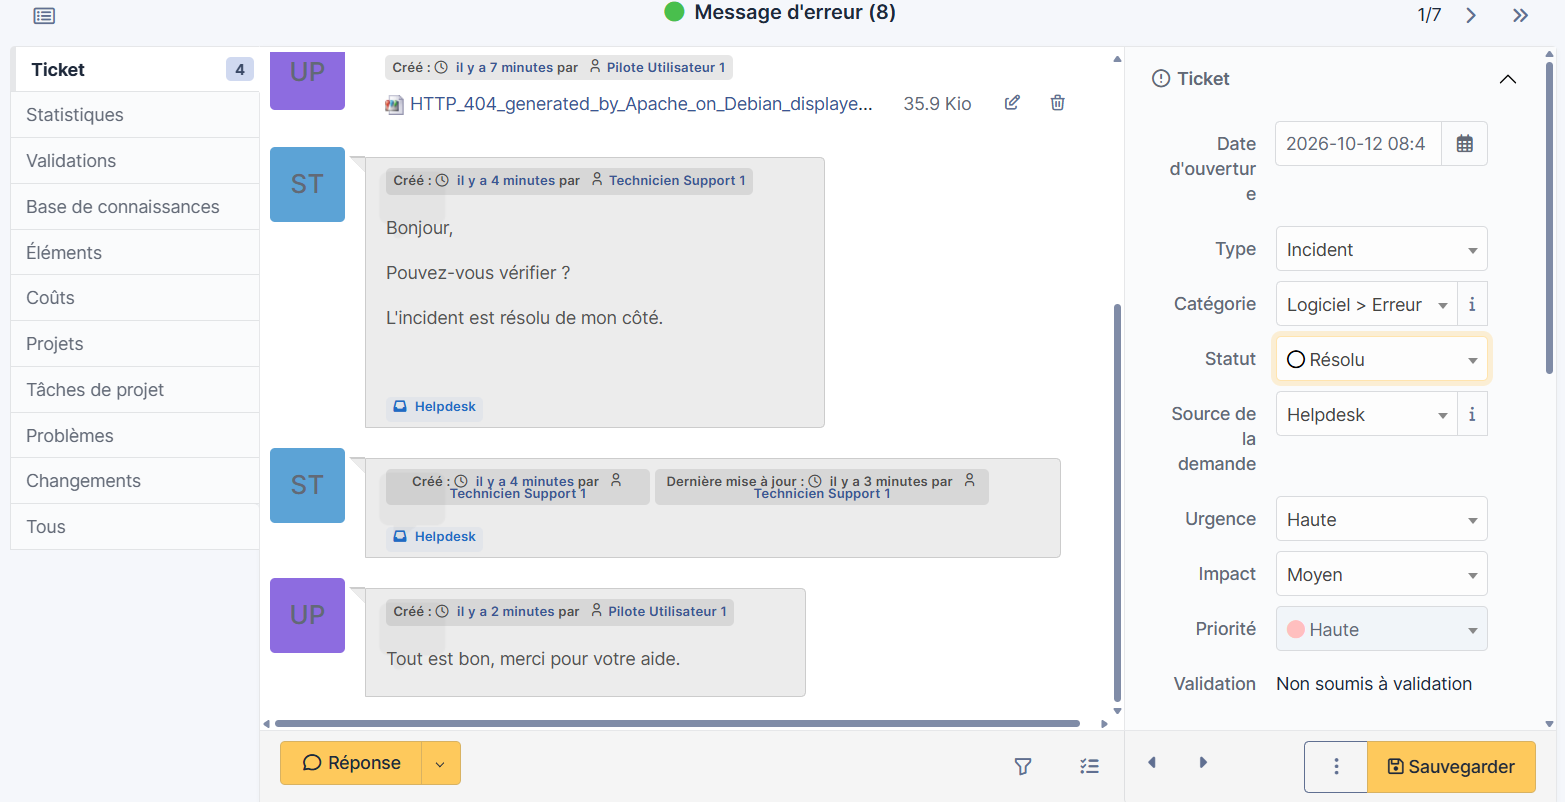 Message d'erreur (8)
1/7
Ticket 4
Statistiques
Validations
Base de connaissances
Éléments
Coûts
Projets
Tâches de projet
Problèmes
Changements
Tous
UP
Créé : il y a 7 minutes par Pilote Utilisateur 1
HTTP_404_generated_by_Apache_on_Debian_displaye... 35.9 Kio
ST
Créé : il y a 4 minutes par Technicien Support 1
Bonjour,
Pouvez-vous vérifier ?
L'incident est résolu de mon côté.
Helpdesk
ST
Créé : il y a 4 minutes par
Technicien Support 1
Dernière mise à jour : il y a 3 minutes par
Technicien Support 1
Helpdesk
UP
Créé : il y a 2 minutes par Pilote Utilisateur 1
Tout est bon, merci pour votre aide.
Réponse
Ticket
Date
d'ouvertur
e
2026-10-12 08:4
Type
Incident
Catégorie
Logiciel > Erreur
Statut
Résolu
Source de
la
demande
Helpdesk
Urgence
Haute
Impact
Moyen
Priorité
Haute
Validation
Non soumis à validation
Sauvegarder